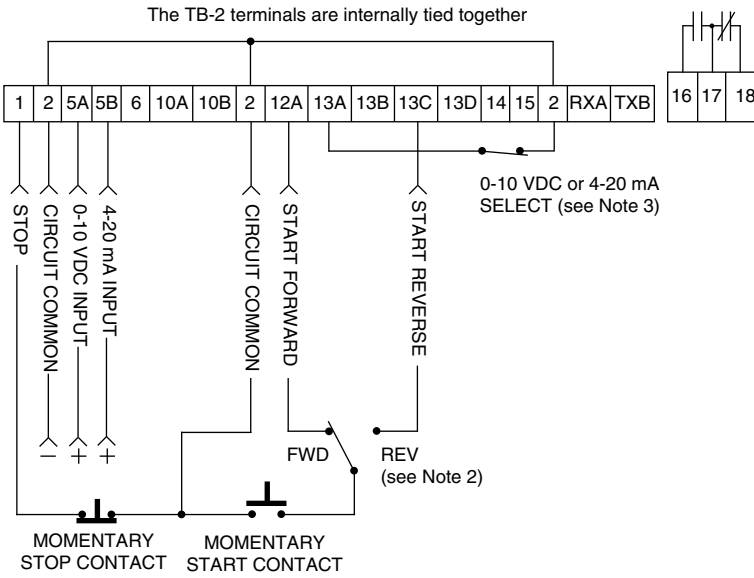 The TB-2 terminals are internally tied together
1 2 5A 5B 6 10A 10B 2 12A 13A 13B 13C 13D 14 15 2 RXA TXB
16 17 18
0-10 VDC or 4-20 mA
SELECT (see Note 3)
STOP
CIRCUIT COMMON
0-10 VDC INPUT
4-20 mA INPUT
CIRCUIT COMMON
START FORWARD
START REVERSE
– + +
FWD
REV
(see Note 2)
MOMENTARY
STOP CONTACT
MOMENTARY
START CONTACT